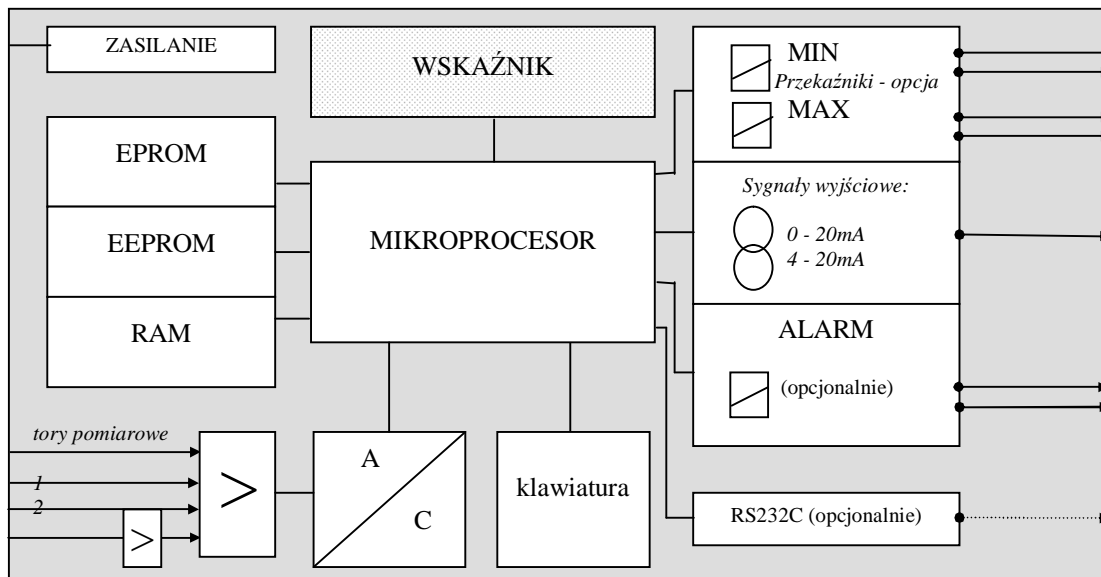 ZASILANIE
WSKAŹNIK
MIN
Przekaźniki - opcja
MAX
EPROM
EEPROM
RAM
MIKROPROCESOR
Sygnały wyjściowe:
0 - 20mA
4 - 20mA
ALARM
(opcjonalnie)
tory pomiarowe
1
2
>
>
A
C
klawiatura
RS232C (opcjonalnie)